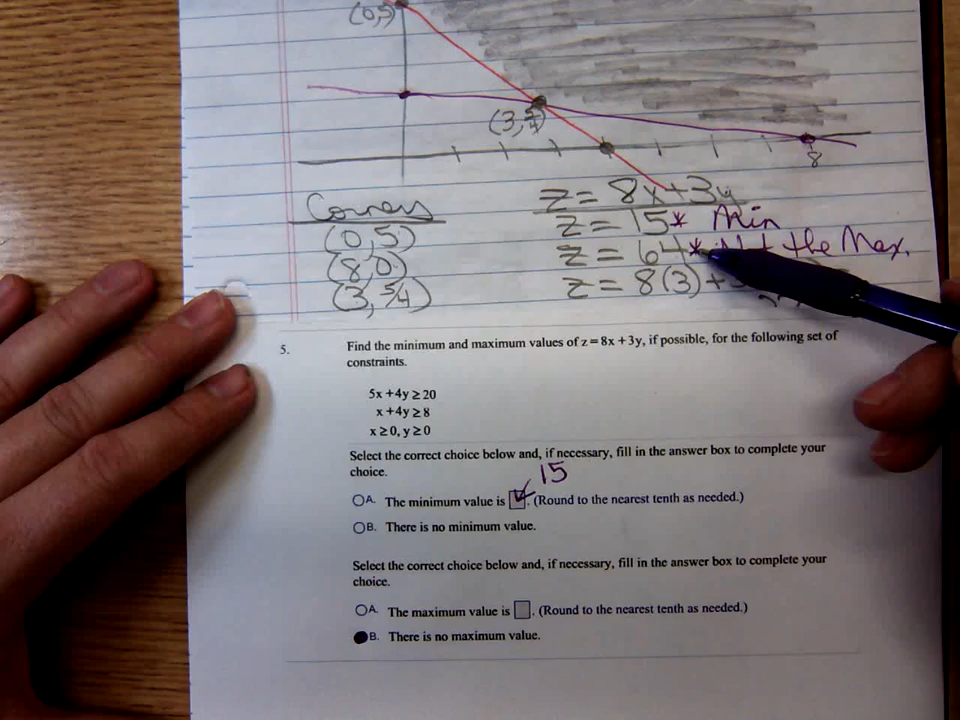 (0,5)
(3, 5/4)
8
z = 8x+3y
Corners
z = 15* Min
(0,5)
z = 64* Not the Max.
(8,0)
z = 8(3)+3
(3, 5/4)
5. Find the minimum and maximum values of z = 8x + 3y, if possible, for the following set of
constraints.
5x + 4y ≥ 20
x + 4y ≥ 8
x ≥ 0, y ≥ 0
Select the correct choice below and, if necessary, fill in the answer box to complete your
choice.
15
A. The minimum value is . (Round to the nearest tenth as needed.)
B. There is no minimum value.
Select the correct choice below and, if necessary, fill in the answer box to complete your
choice.
A. The maximum value is . (Round to the nearest tenth as needed.)
B. There is no maximum value.